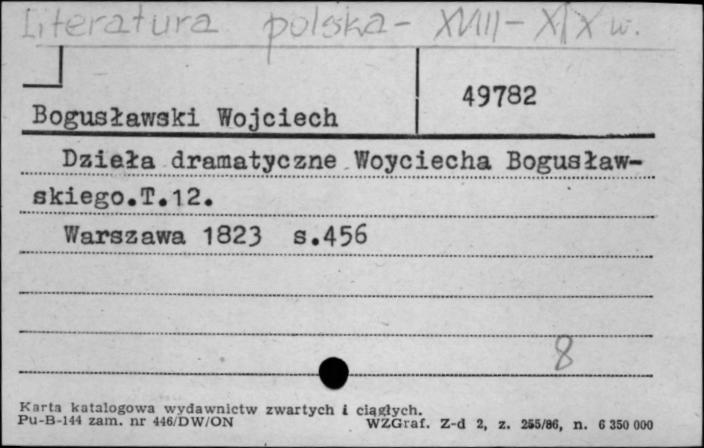 Literatura polska - XVIII - XIX w.
49782
Bogusławski Wojciech
Dzieła dramatyczne Woyciecha Bogusław-
skiego.T.12.
Warszawa 1823 s.456
8
Karta katalogowa wydawnictw zwartych i ciągłych.
Pu-B-144 zam. nr 446/DW/ON WZGraf. Z-d 2, z. 255/86, n. 6 350 000